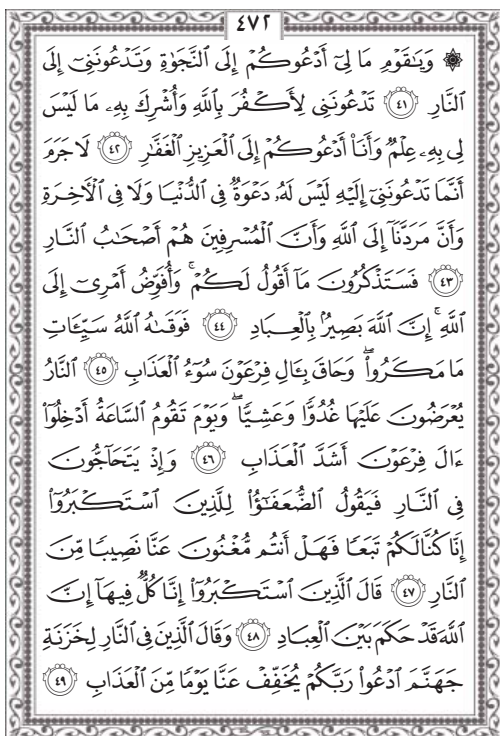 ٤٧٢
۞ وَيَٰقَوْمِ مَا لِىٓ أَدْعُوكُمْ إِلَى ٱلنَّجَوٰةِ وَتَدْعُونَنِىٓ إِلَى
ٱلنَّارِ ٤١ تَدْعُونَنِى لِأَكْفُرَ بِٱللَّهِ وَأُشْرِكَ بِهِۦ مَا لَيْسَ
لِى بِهِۦ عِلْمٌ وَأَنَا۠ أَدْعُوكُمْ إِلَى ٱلْعَزِيزِ ٱلْغَفَّٰرِ ٤٢ لَا جَرَمَ
أَنَّمَا تَدْعُونَنِىٓ إِلَيْهِ لَيْسَ لَهُۥ دَعْوَةٌ فِى ٱلدُّنْيَا وَلَا فِى ٱلْأَخِرَةِ
وَأَنَّ مَرَدَّنَآ إِلَى ٱللَّهِ وَأَنَّ ٱلْمُسْرِفِينَ هُمْ أَصْحَٰبُ ٱلنَّارِ
٤٣ فَسَتَذْكُرُونَ مَآ أَقُولُ لَكُمْ ۚ وَأُفَوِّضُ أَمْرِىٓ إِلَى
ٱللَّهِ ۚ إِنَّ ٱللَّهَ بَصِيرٌۢ بِٱلْعِبَادِ ٤٤ فَوَقَىٰهُ ٱللَّهُ سَيِّـَٔاتِ
مَا مَكَرُوا۟ ۖ وَحَاقَ بِـَٔالِ فِرْعَوْنَ سُوٓءُ ٱلْعَذَابِ ٤٥ ٱلنَّارُ
يُعْرَضُونَ عَلَيْهَا غُدُوًّا وَعَشِيًّا ۖ وَيَوْمَ تَقُومُ ٱلسَّاعَةُ أَدْخِلُوٓا۟
ءَالَ فِرْعَوْنَ أَشَدَّ ٱلْعَذَابِ ٤٦ وَإِذْ يَتَحَآجُّونَ
فِى ٱلنَّارِ فَيَقُولُ ٱلضُّعَفَٰٓؤُا۟ لِلَّذِينَ ٱسْتَكْبَرُوٓا۟
إِنَّا كُنَّا لَكُمْ تَبَعًا فَهَلْ أَنتُم مُّغْنُونَ عَنَّا نَصِيبًا مِّنَ
ٱلنَّارِ ٤٧ قَالَ ٱلَّذِينَ ٱسْتَكْبَرُوٓا۟ إِنَّا كُلٌّ فِيهَآ إِنَّ
ٱللَّهَ قَدْ حَكَمَ بَيْنَ ٱلْعِبَادِ ٤٨ وَقَالَ ٱلَّذِينَ فِى ٱلنَّارِ لِخَزَنَةِ
جَهَنَّمَ ٱدْعُوا۟ رَبَّكُمْ يُخَفِّفْ عَنَّا يَوْمًا مِّنَ ٱلْعَذَابِ ٤٩